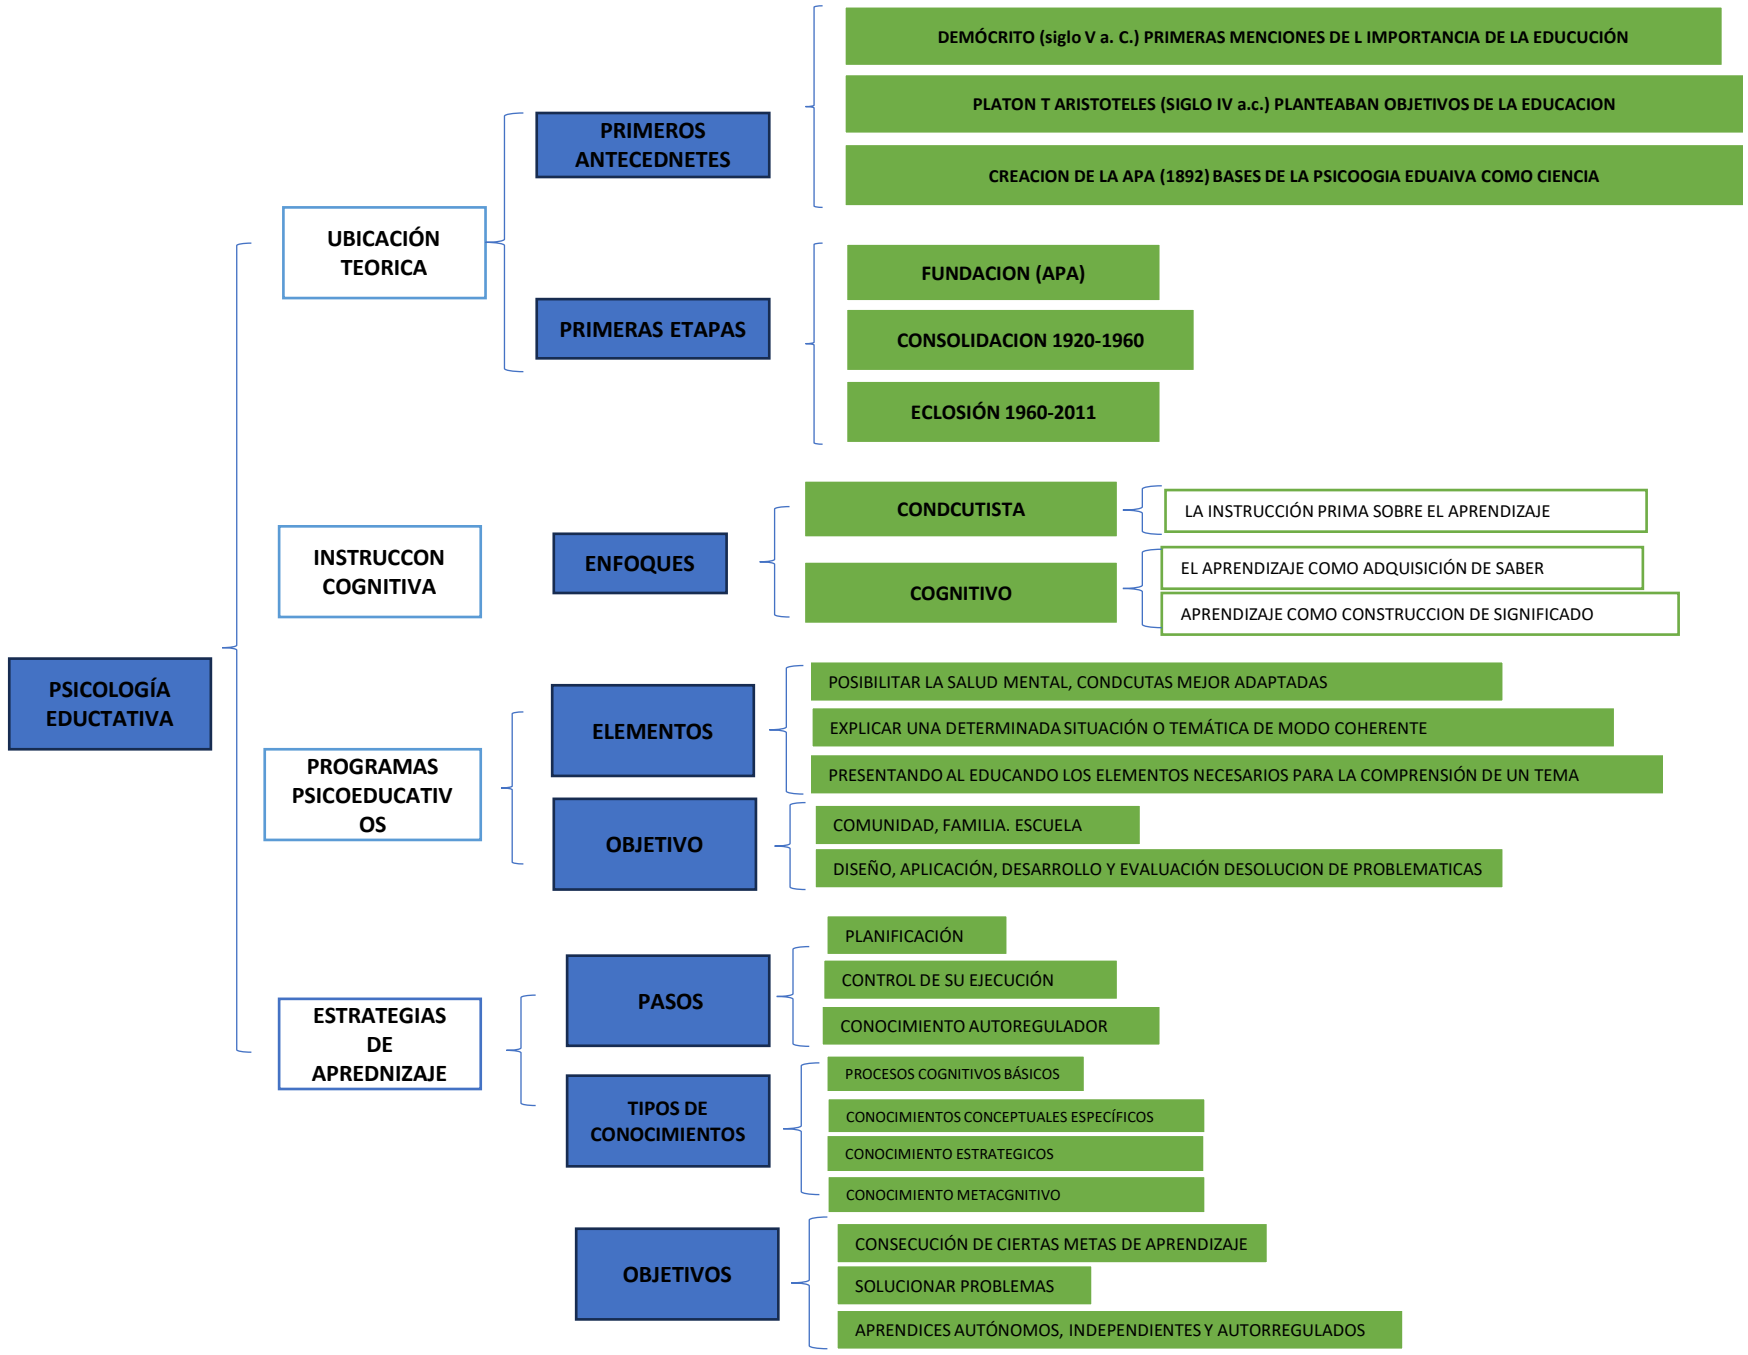 PSICOLOGÍA
EDUCTATIVA
UBICACIÓN
TEORICA
PRIMEROS
ANTECEDNETES
DEMÓCRITO (siglo V a. C.) PRIMERAS MENCIONES DE L IMPORTANCIA DE LA EDUCUCIÓN
PLATON T ARISTOTELES (SIGLO IV a.c.) PLANTEABAN OBJETIVOS DE LA EDUCACION
CREACION DE LA APA (1892) BASES DE LA PSICOOGIA EDUAIVA COMO CIENCIA
PRIMERAS ETAPAS
FUNDACION (APA)
CONSOLIDACION 1920-1960
ECLOSIÓN 1960-2011
INSTRUCCON
COGNITIVA
ENFOQUES
CONDCUTISTA
LA INSTRUCCIÓN PRIMA SOBRE EL APRENDIZAJE
COGNITIVO
EL APRENDIZAJE COMO ADQUISICIÓN DE SABER
APRENDIZAJE COMO CONSTRUCCION DE SIGNIFICADO
PROGRAMAS
PSICOEDUCATIV
OS
ELEMENTOS
POSIBILITAR LA SALUD MENTAL, CONDCUTAS MEJOR ADAPTADAS
EXPLICAR UNA DETERMINADA SITUACIÓN O TEMÁTICA DE MODO COHERENTE
PRESENTANDO AL EDUCANDO LOS ELEMENTOS NECESARIOS PARA LA COMPRENSIÓN DE UN TEMA
OBJETIVO
COMUNIDAD, FAMILIA. ESCUELA
DISEÑO, APLICACIÓN, DESARROLLO Y EVALUACIÓN DESOLUCION DE PROBLEMATICAS
ESTRATEGIAS
DE
APREDNIZAJE
PASOS
PLANIFICACIÓN
CONTROL DE SU EJECUCIÓN
CONOCIMIENTO AUTOREGULADOR
TIPOS DE
CONOCIMIENTOS
PROCESOS COGNITIVOS BÁSICOS
CONOCIMIENTOS CONCEPTUALES ESPECÍFICOS
CONOCIMIENTO ESTRATEGICOS
CONOCIMIENTO METACGNITIVO
OBJETIVOS
CONSECUCIÓN DE CIERTAS METAS DE APRENDIZAJE
SOLUCIONAR PROBLEMAS
APRENDICES AUTÓNOMOS, INDEPENDIENTES Y AUTORREGULADOS